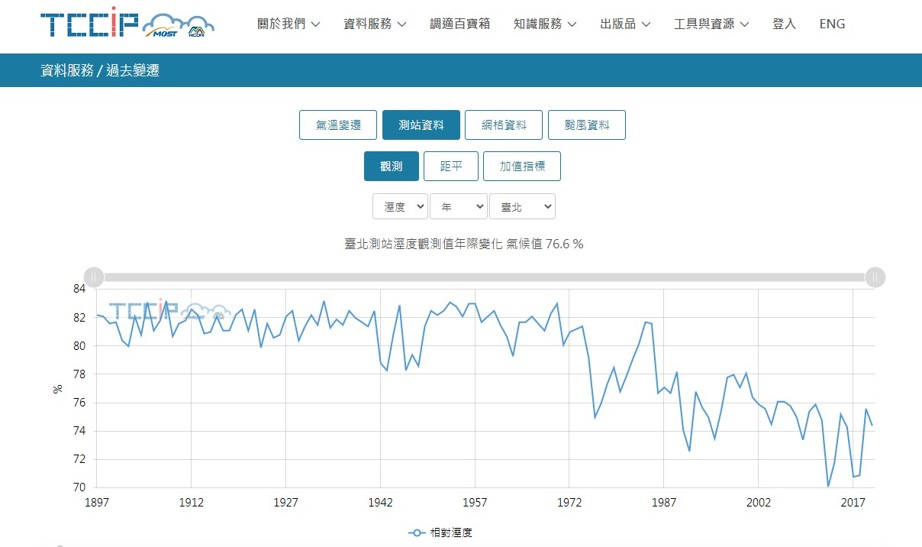 TCCiP MOST NCDR 關於我們 資料服務 調適百寶箱 知識服務 出版品 工具與資源 登入 ENG
資料服務 / 過去變遷
氣溫變遷 測站資料 網格資料 颱風資料
觀測 距平 加值指標
溼度 年 臺北
臺北測站溼度觀測值年際變化 氣候值 76.6 %
TCCiP
84
82
80
78
%
76
74
72
70
1897 1912 1927 1942 1957 1972 1987 2002 2017
相對溼度